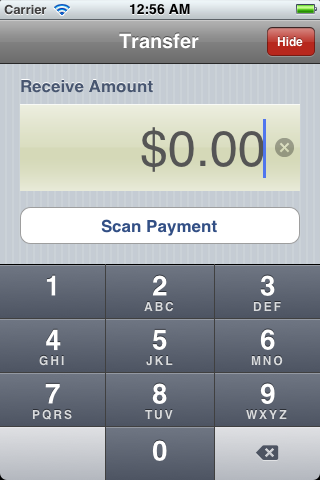 Carrier 12:56 AM
Transfer Hide
Receive Amount
$0.00
Scan Payment
1 2 ABC 3 DEF
4 GHI 5 JKL 6 MNO
7 PQRS 8 TUV 9 WXYZ
0